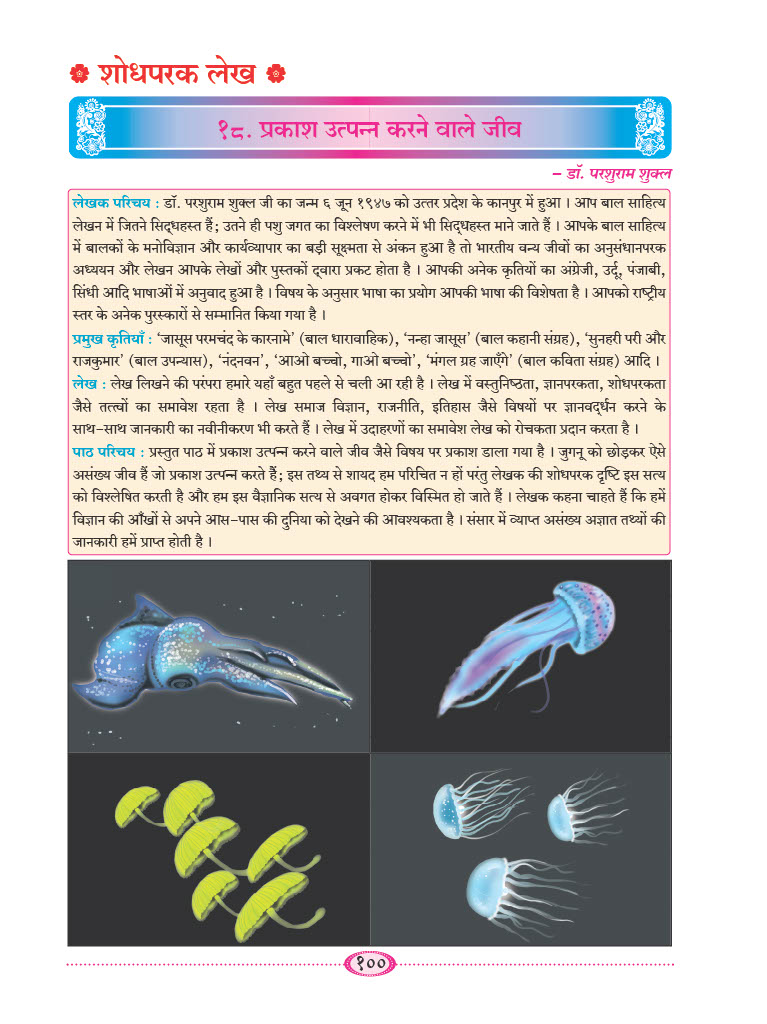 शोधपरक लेख
१८. प्रकाश उत्पन्न करने वाले जीव
– डॉ. परशुराम शुक्ल
लेखक परिचय : डॉ. परशुराम शुक्ल जी का जन्म ६ जून १९४७ को उत्तर प्रदेश के कानपुर में हुआ । आप बाल साहित्य
लेखन में जितने सिद्धहस्त हैं; उतने ही पशु जगत का विश्लेषण करने में भी सिद्धहस्त माने जाते हैं । आपके बाल साहित्य
में बालकों के मनोविज्ञान और कार्यव्यापार का बड़ी सूक्ष्मता से अंकन हुआ है तो भारतीय वन्य जीवों का अनुसंधानपरक
अध्ययन और लेखन आपके लेखों और पुस्तकों द्वारा प्रकट होता है । आपकी अनेक कृतियों का अंग्रेजी, उर्दू, पंजाबी,
सिंधी आदि भाषाओं में अनुवाद हुआ है । विषय के अनुसार भाषा का प्रयोग आपकी भाषा की विशेषता है । आपको राष्ट्रीय
स्तर के अनेक पुरस्कारों से सम्मानित किया गया है ।
प्रमुख कृतियाँ : ‘जासूस परमचंद के कारनामे’ (बाल धारावाहिक), ‘नन्हा जासूस’ (बाल कहानी संग्रह), ‘सुनहरी परी और
राजकुमार’ (बाल उपन्यास), ‘नंदनवन’, ‘आओ बच्चो, गाओ बच्चो’, ‘मंगल ग्रह जाएँगे’ (बाल कविता संग्रह) आदि ।
लेख : लेख लिखने की परंपरा हमारे यहाँ बहुत पहले से चली आ रही है । लेख में वस्तुनिष्ठता, ज्ञानपरकता, शोधपरकता
जैसे तत्त्वों का समावेश रहता है । लेख समाज विज्ञान, राजनीति, इतिहास जैसे विषयों पर ज्ञानवर्द्धन करने के
साथ-साथ जानकारी का नवीनीकरण भी करते हैं । लेख में उदाहरणों का समावेश लेख को रोचकता प्रदान करता है ।
पाठ परिचय : प्रस्तुत पाठ में प्रकाश उत्पन्न करने वाले जीव जैसे विषय पर प्रकाश डाला गया है । जुगनू को छोड़कर ऐसे
असंख्य जीव हैं जो प्रकाश उत्पन्न करते हैं; इस तथ्य से शायद हम परिचित न हों परंतु लेखक की शोधपरक दृष्टि इस सत्य
को विश्लेषित करती है और हम इस वैज्ञानिक सत्य से अवगत होकर विस्मित हो जाते हैं । लेखक कहना चाहते हैं कि हमें
विज्ञान की आँखों से अपने आस-पास की दुनिया को देखने की आवश्यकता है । संसार में व्याप्त असंख्य अज्ञात तथ्यों की
जानकारी हमें प्राप्त होती है ।
१००